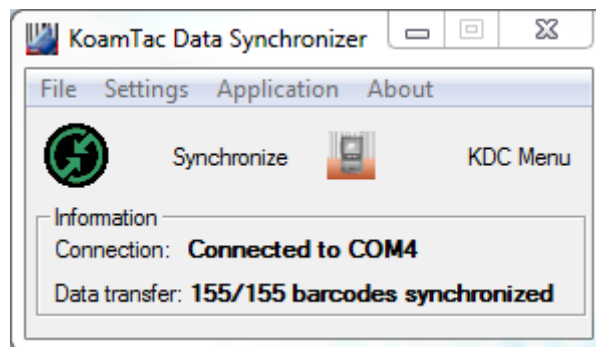 KoamTac Data Synchronizer
File Settings Application About
Synchronize KDC Menu
Information
Connection: Connected to COM4
Data transfer: 155/155 barcodes synchronized